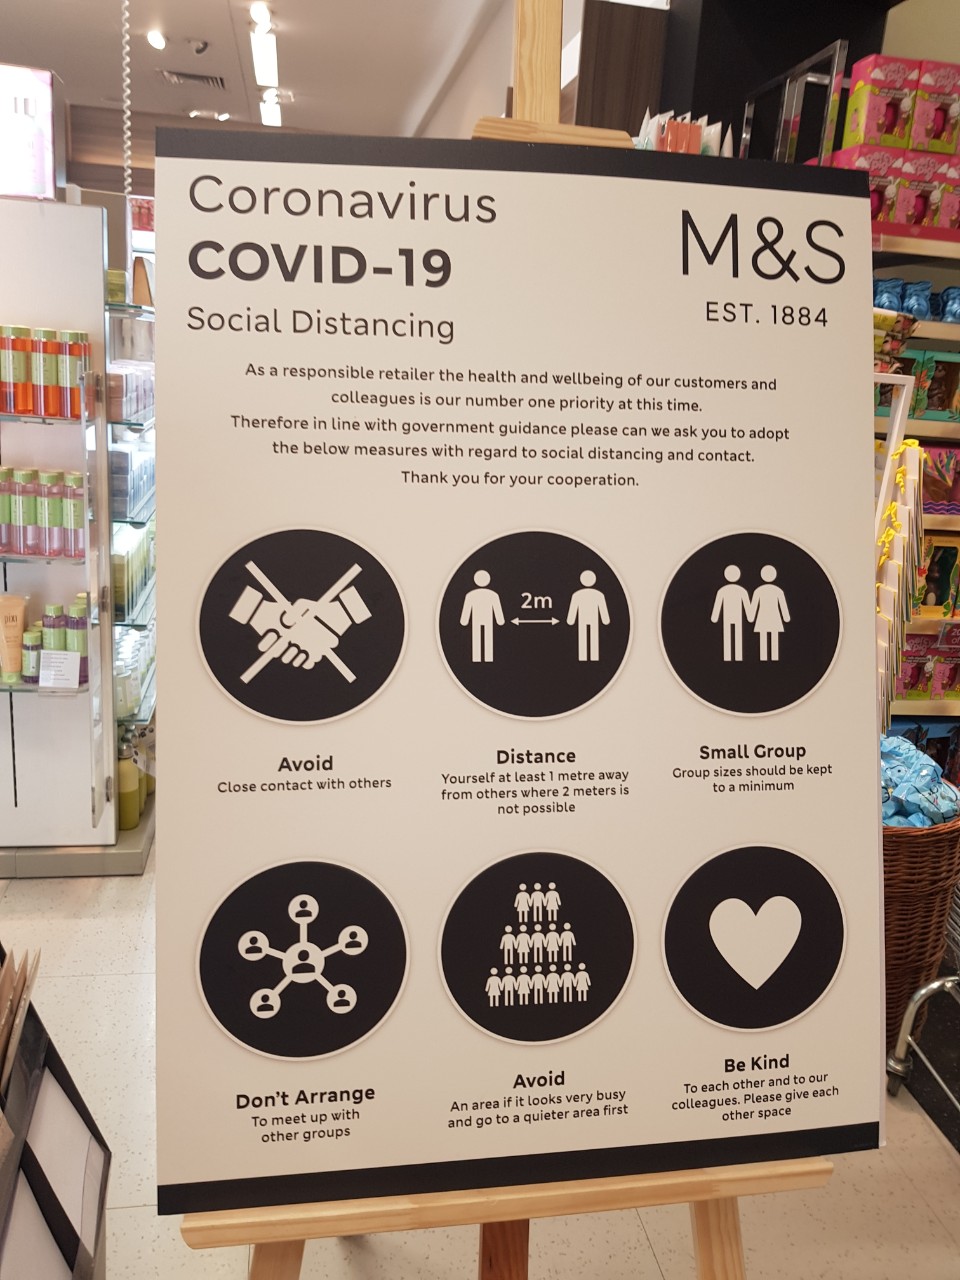 Coronavirus
COVID-19
Social Distancing
M&S
EST. 1884
As a responsible retailer the health and wellbeing of our customers and
colleagues is our number one priority at this time.
Therefore in line with government guidance please can we ask you to adopt
the below measures with regard to social distancing and contact.
Thank you for your cooperation.
2m
Avoid
Close contact with others
Distance
Yourself at least 1 metre away
from others where 2 meters is
not possible
Small Group
Group sizes should be kept
to a minimum
Don't Arrange
To meet up with
other groups
Avoid
An area if it looks very busy
and go to a quieter area first
Be Kind
To each other and to our
colleagues. Please give each
other space